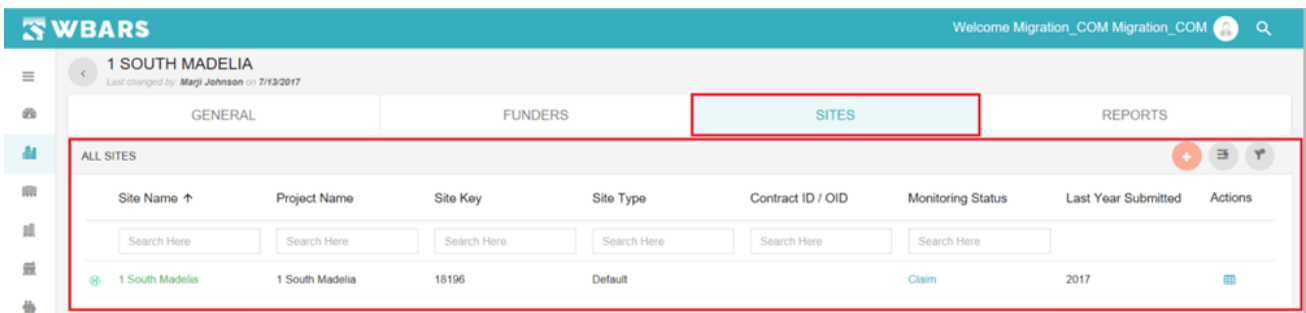 WBARS
Welcome Migration_COM Migration_COM
1 SOUTH MADELIA
Last changed by: Marji Johnson on 7/13/2017
GENERAL FUNDERS SITES REPORTS
ALL SITES
Site Name Project Name Site Key Site Type Contract ID / OID Monitoring Status Last Year Submitted Actions
Search Here Search Here Search Here Search Here Search Here Search Here
1 South Madelia 1 South Madelia 18196 Default Claim 2017